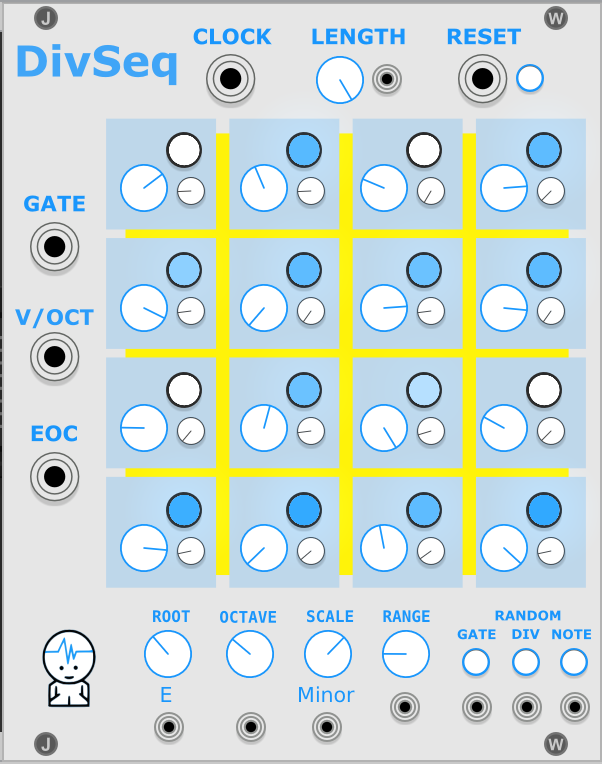 J
W
CLOCK
LENGTH
RESET
DivSeq
GATE
V/OCT
EOC
ROOT
OCTAVE
SCALE
RANGE
RANDOM
GATE
DIV
NOTE
E
Minor
J
W